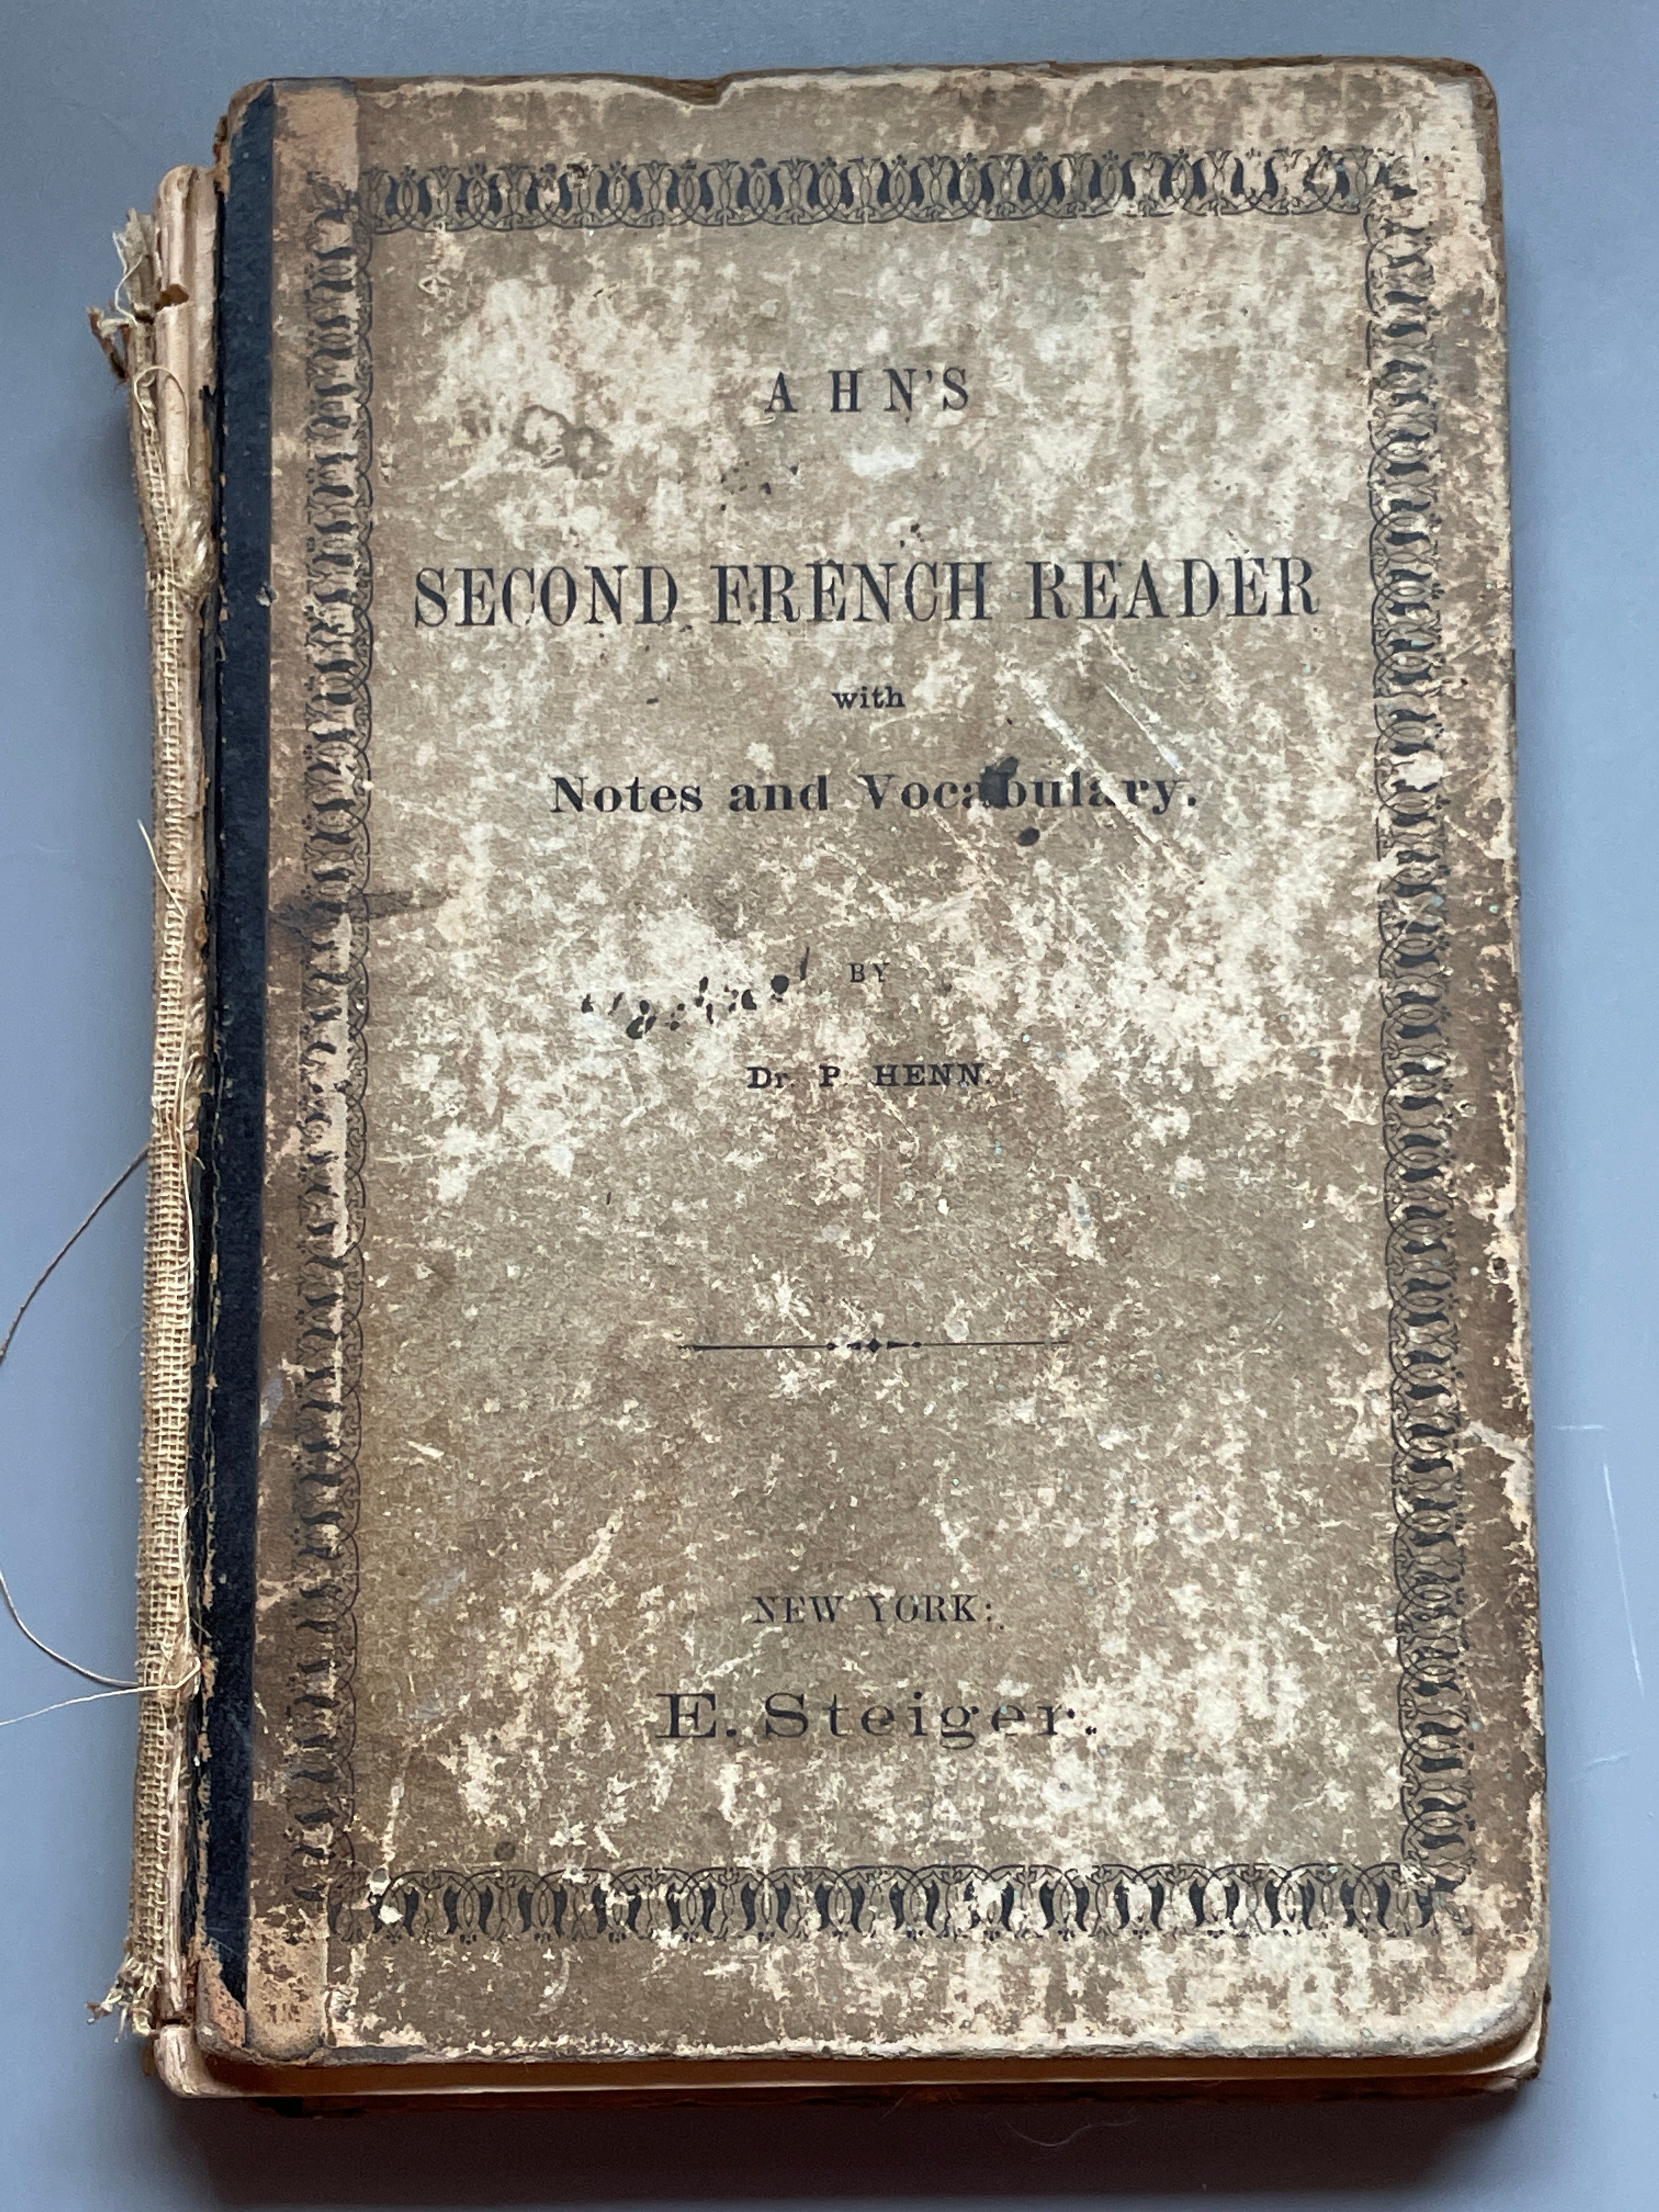 AHN'S
SECOND FRENCH READER
with
Notes and Vocabulary.
BY
Dr. P. HENN.
NEW YORK:
E. Steiger.